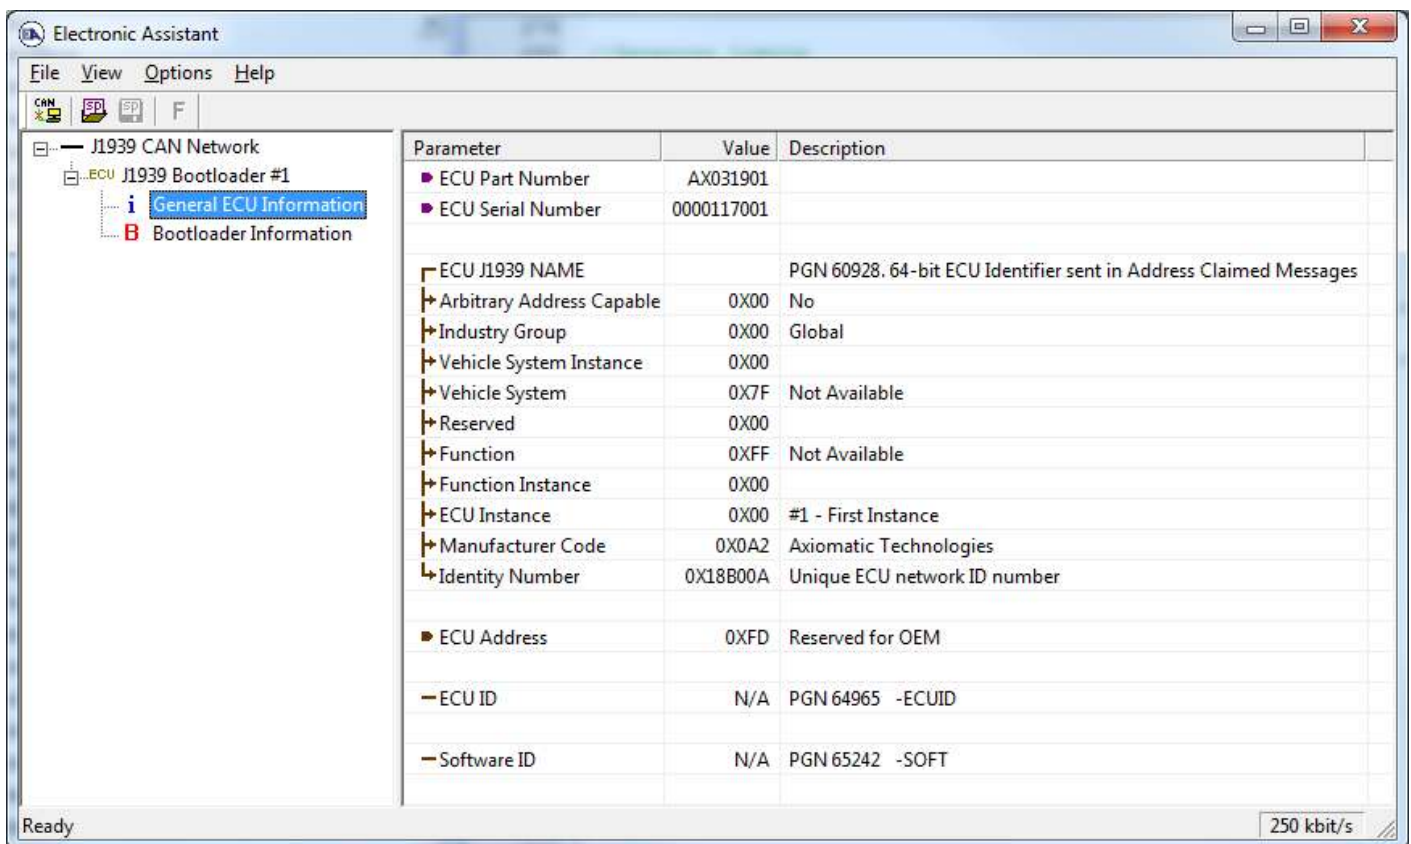 Electronic Assistant
File View Options Help
CAN SP SP F
J1939 CAN Network
ECU J1939 Bootloader #1
i General ECU Information
B Bootloader Information
Parameter Value Description
ECU Part Number AX031901
ECU Serial Number 0000117001
ECU J1939 NAME PGN 60928. 64-bit ECU Identifier sent in Address Claimed Messages
Arbitrary Address Capable 0X00 No
Industry Group 0X00 Global
Vehicle System Instance 0X00
Vehicle System 0X7F Not Available
Reserved 0X00
Function 0XFF Not Available
Function Instance 0X00
ECU Instance 0X00 #1 - First Instance
Manufacturer Code 0X0A2 Axiomatic Technologies
Identity Number 0X18B00A Unique ECU network ID number
ECU Address 0XFD Reserved for OEM
ECU ID N/A PGN 64965 -ECUID
Software ID N/A PGN 65242 -SOFT
Ready 250 kbit/s